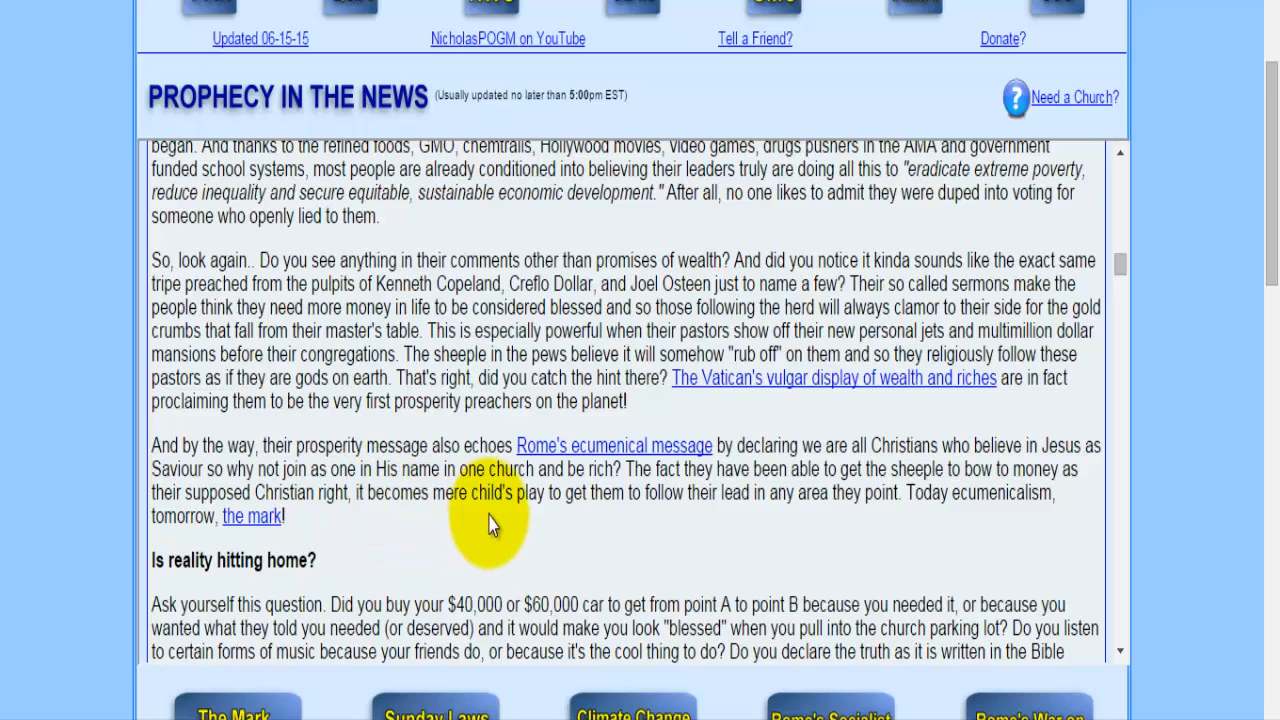 Updated 06-15-15 NicholasPOGM on YouTube Tell a Friend? Donate?
PROPHECY IN THE NEWS (Usually updated no later than 5:00pm EST) Need a Church?
began. And thanks to the refined foods, GMO, chemtrails, Hollywood movies, video games, drugs pushers in the AMA and government
funded school systems, most people are already conditioned into believing their leaders truly are doing all this to "eradicate extreme poverty,
reduce inequality and secure equitable, sustainable economic development." After all, no one likes to admit they were duped into voting for
someone who openly lied to them.
So, look again.. Do you see anything in their comments other than promises of wealth? And did you notice it kinda sounds like the exact same
tripe preached from the pulpits of Kenneth Copeland, Creflo Dollar, and Joel Osteen just to name a few? Their so called sermons make the
people think they need more money in life to be considered blessed and so those following the herd will always clamor to their side for the gold
crumbs that fall from their master's table. This is especially powerful when their pastors show off their new personal jets and multimillion dollar
mansions before their congregations. The sheeple in the pews believe it will somehow "rub off" on them and so they religiously follow these
pastors as if they are gods on earth. That's right, did you catch the hint there? The Vatican's vulgar display of wealth and riches are in fact
proclaiming them to be the very first prosperity preachers on the planet!
And by the way, their prosperity message also echoes Rome's ecumenical message by declaring we are all Christians who believe in Jesus as
Saviour so why not join as one in His name in one church and be rich? The fact they have been able to get the sheeple to bow to money as
their supposed Christian right, it becomes mere child's play to get them to follow their lead in any area they point. Today ecumenicalism,
tomorrow, the mark!
Is reality hitting home?
Ask yourself this question. Did you buy your $40,000 or $60,000 car to get from point A to point B because you needed it, or because you
wanted what they told you needed (or deserved) and it would make you look "blessed" when you pull into the church parking lot? Do you listen
to certain forms of music because your friends do, or because it's the cool thing to do? Do you declare the truth as it is written in the Bible
The Mark Sunday Laws Climate Change Rome's Socialist Rome's War on